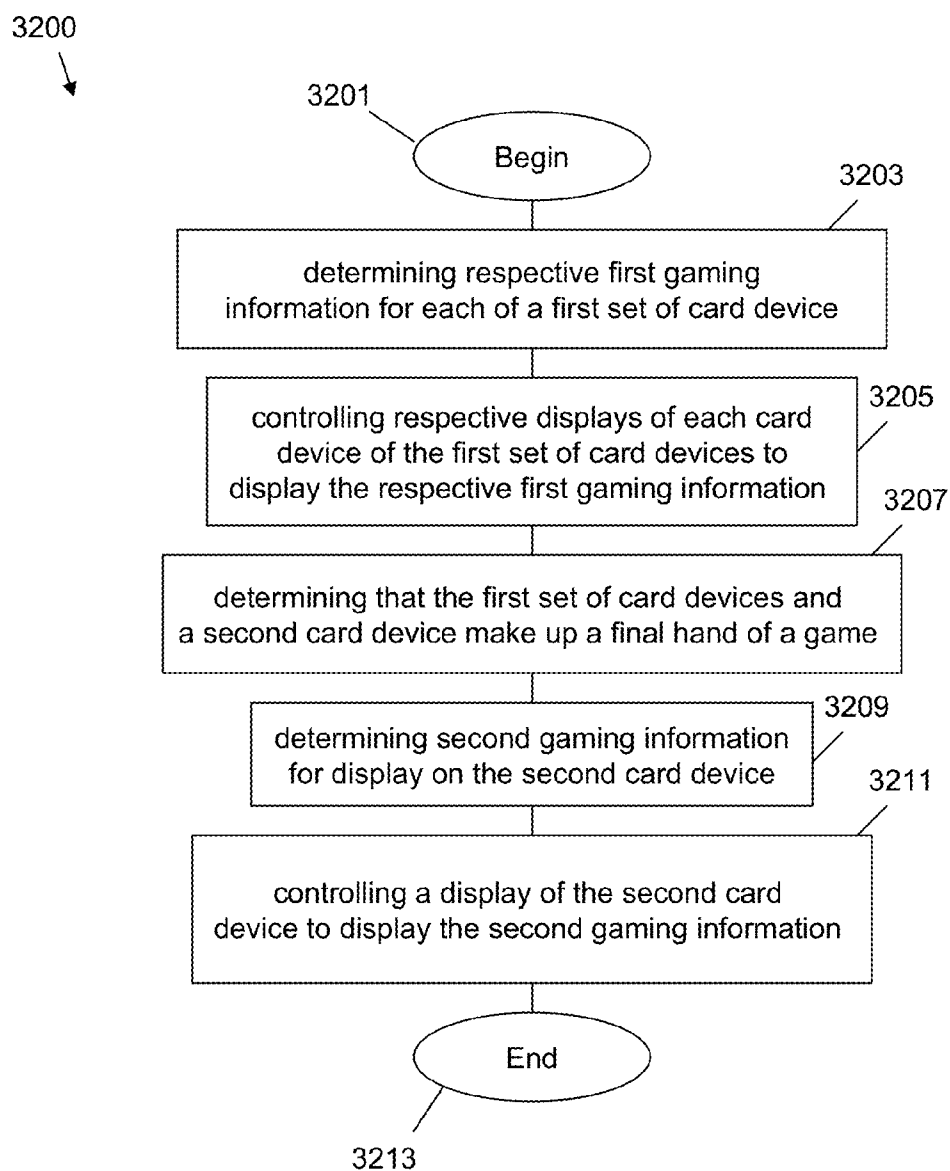 3200
3201
Begin
3203
determining respective first gaming
information for each of a first set of card device
3205
controlling respective displays of each card
device of the first set of card devices to
display the respective first gaming information
3207
determining that the first set of card devices and
a second card device make up a final hand of a game
3209
determining second gaming information
for display on the second card device
3211
controlling a display of the second card
device to display the second gaming information
End
3213